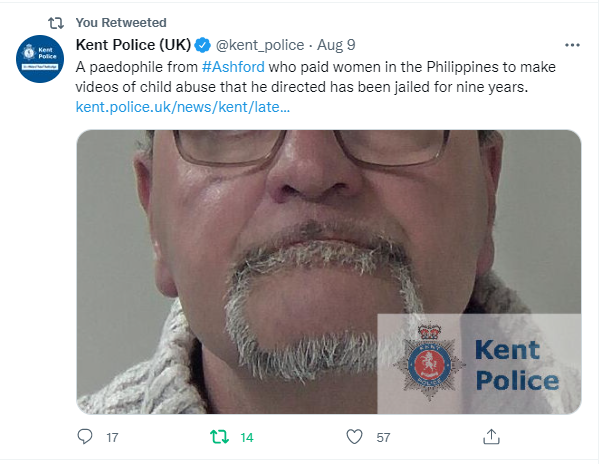 You Retweeted
Kent Police (UK) @kent_police · Aug 9
A paedophile from #Ashford who paid women in the Philippines to make
videos of child abuse that he directed has been jailed for nine years.
kent.police.uk/news/kent/late...
Kent
Police
17
14
57